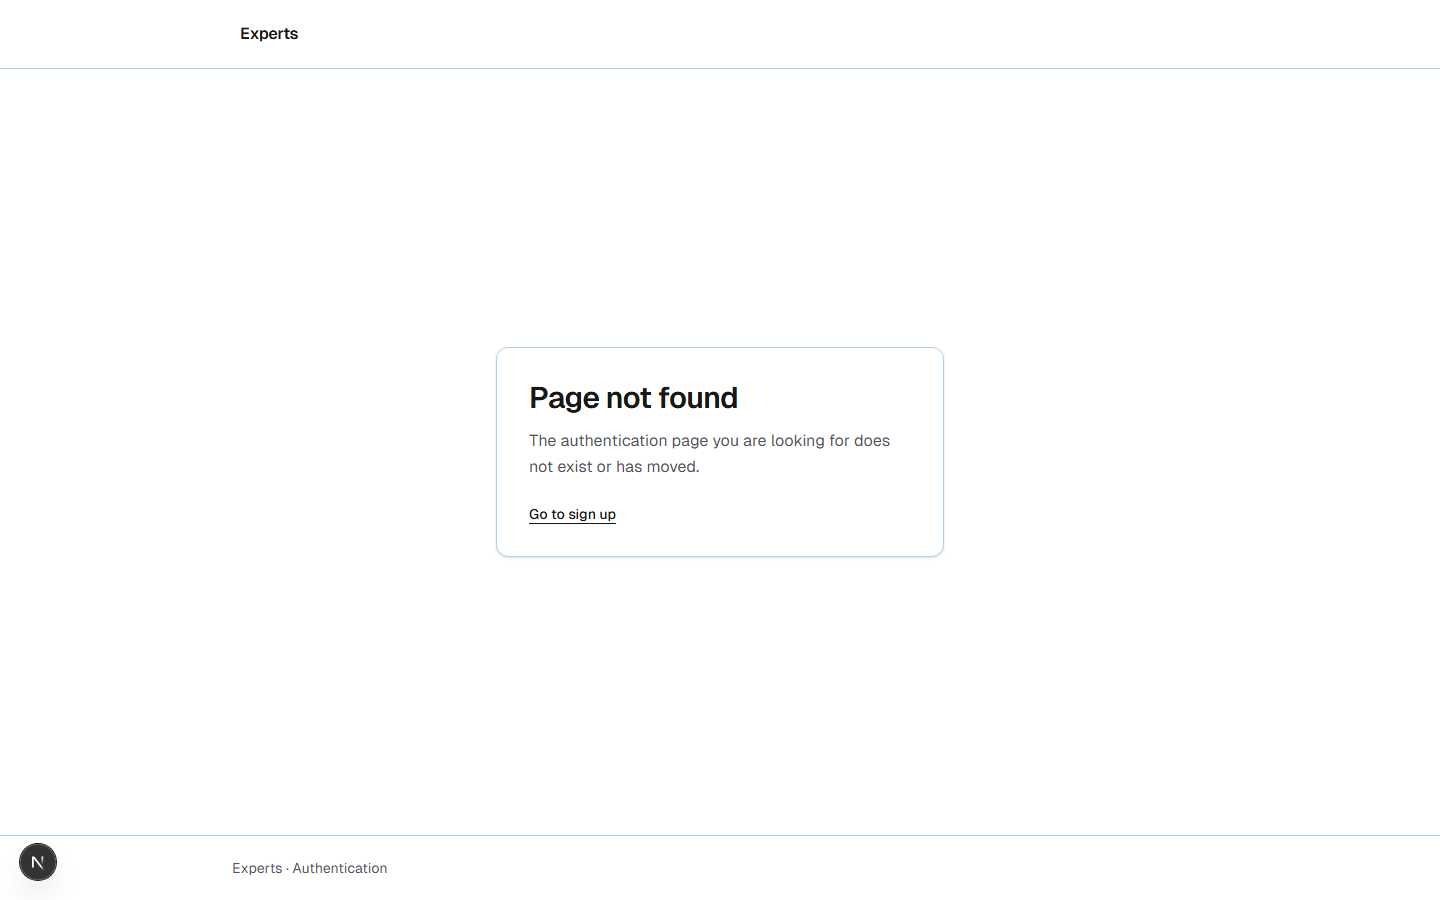 Experts
Page not found
The authentication page you are looking for does
not exist or has moved.
Go to sign up
N
Experts · Authentication